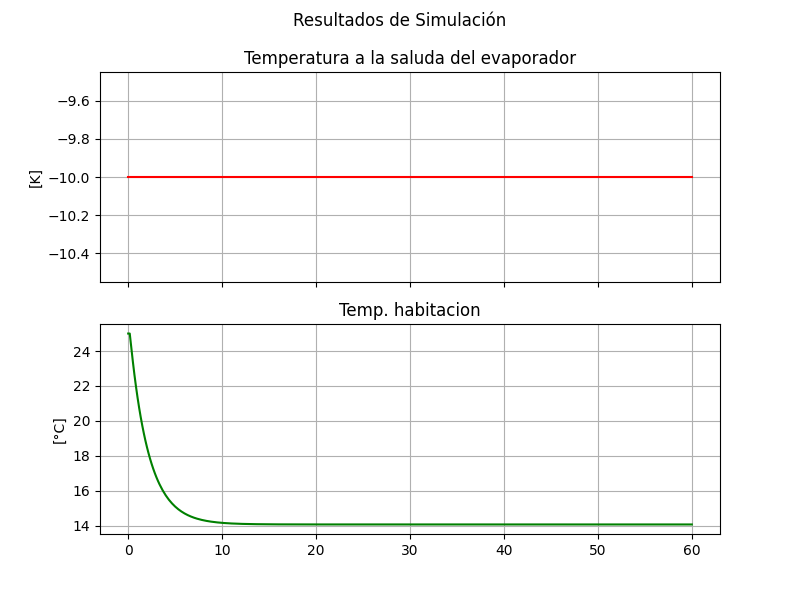 Resultados de Simulación
Temperatura a la saluda del evaporador
−9.6
−9.8
−10.0
−10.2
−10.4
[K]
Temp. habitacion
24
22
20
18
16
14
[°C]
0 10 20 30 40 50 60